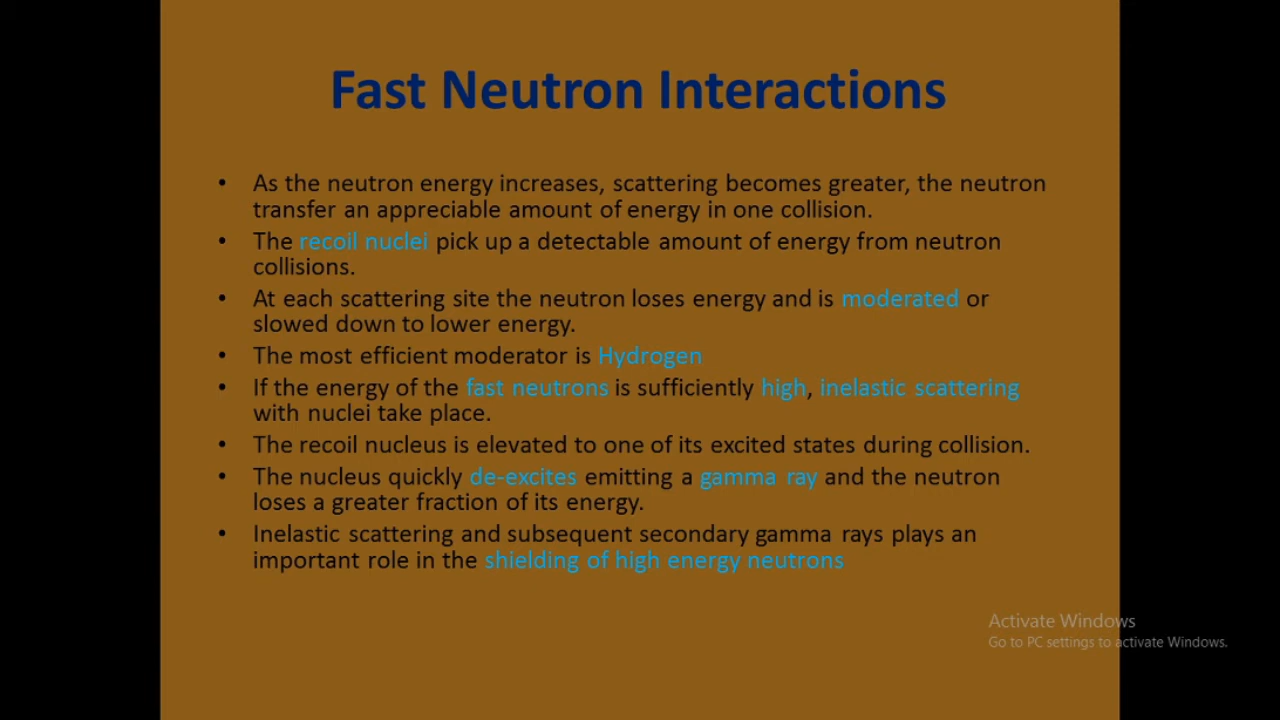 Fast Neutron Interactions
• As the neutron energy increases, scattering becomes greater, the neutron
transfer an appreciable amount of energy in one collision.
• The recoil nuclei pick up a detectable amount of energy from neutron
collisions.
• At each scattering site the neutron loses energy and is moderated or
slowed down to lower energy.
• The most efficient moderator is Hydrogen
• If the energy of the fast neutrons is sufficiently high, inelastic scattering
with nuclei take place.
• The recoil nucleus is elevated to one of its excited states during collision.
• The nucleus quickly de-excites emitting a gamma ray and the neutron
loses a greater fraction of its energy.
• Inelastic scattering and subsequent secondary gamma rays plays an
important role in the shielding of high energy neutrons
Activate Windows
Go to PC settings to activate Windows.